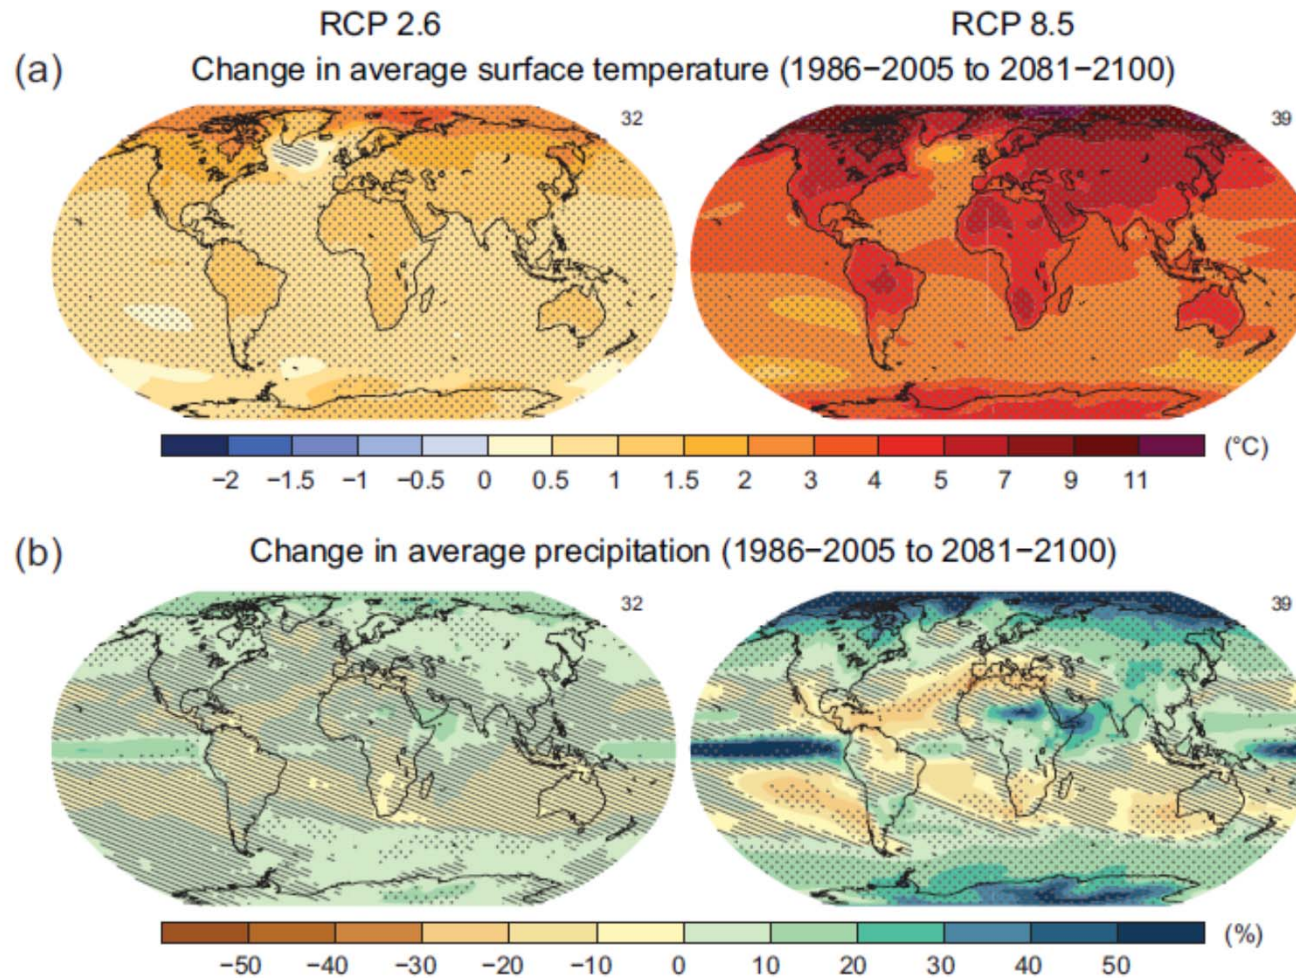 RCP 2.6 RCP 8.5
(a) Change in average surface temperature (1986−2005 to 2081−2100)
32 39
(°C)
−2 −1.5 −1 −0.5 0 0.5 1 1.5 2 3 4 5 7 9 11
(b) Change in average precipitation (1986−2005 to 2081−2100)
32 39
(%)
−50 −40 −30 −20 −10 0 10 20 30 40 50